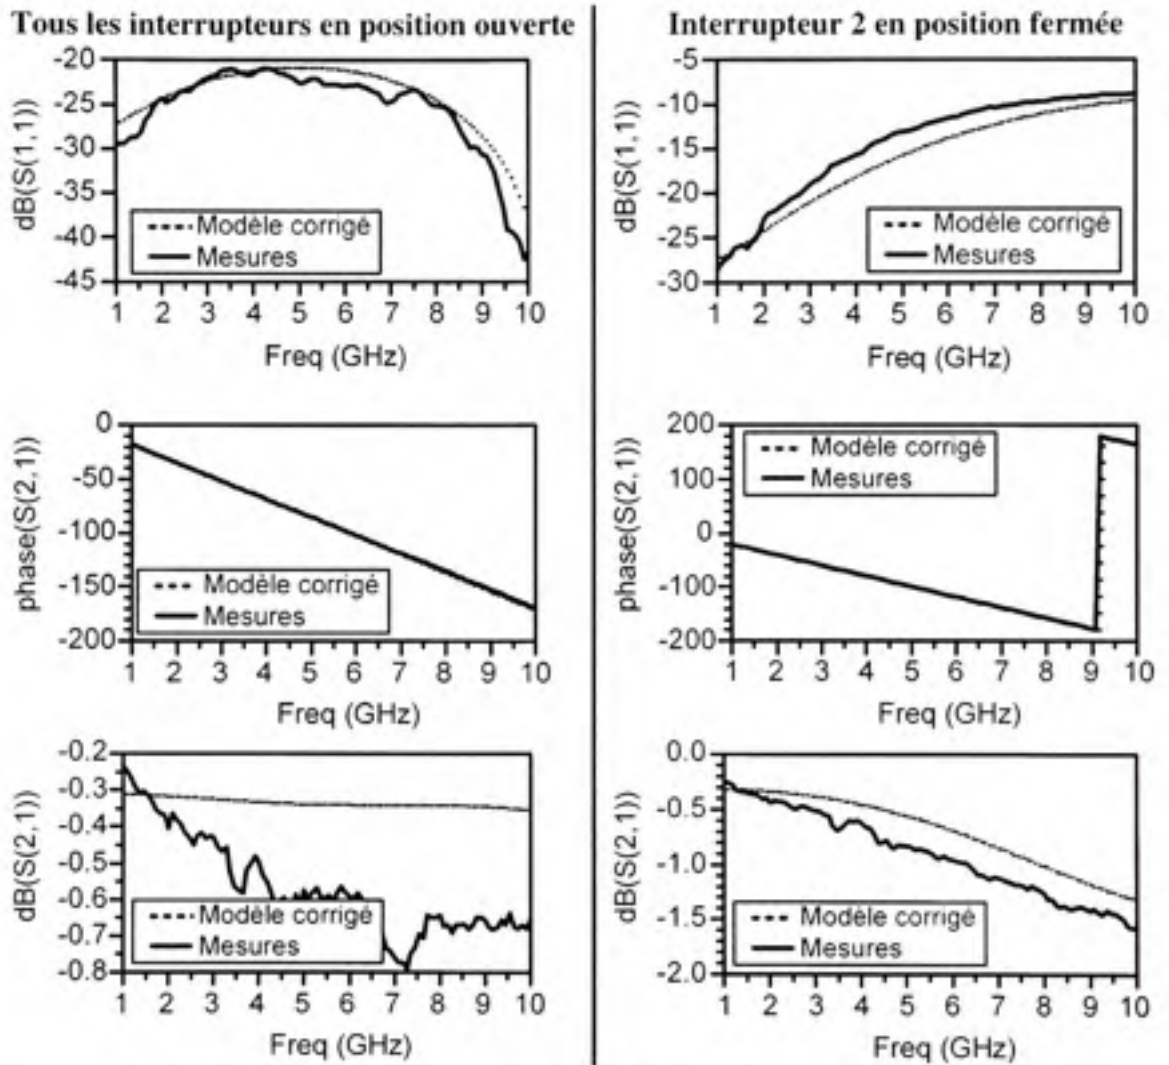 Tous les interrupteurs en position ouverte
-20
-25
-30
-35
-40
-45
dB(S(1,1))
Modèle corrigé
Mesures
1 2 3 4 5 6 7 8 9 10
Freq (GHz)
0
-50
-100
-150
-200
phase(S(2,1))
Modèle corrigé
Mesures
1 2 3 4 5 6 7 8 9 10
Freq (GHz)
-0.2
-0.3
-0.4
-0.5
-0.6
-0.7
-0.8
dB(S(2,1))
Modèle corrigé
Mesures
1 2 3 4 5 6 7 8 9 10
Freq (GHz)
Interrupteur 2 en position fermée
-5
-10
-15
-20
-25
-30
dB(S(1,1))
Modèle corrigé
Mesures
1 2 3 4 5 6 7 8 9 10
Freq (GHz)
200
100
0
-100
-200
phase(S(2,1))
Modèle corrigé
Mesures
1 2 3 4 5 6 7 8 9 10
Freq (GHz)
0.0
-0.5
-1.0
-1.5
-2.0
dB(S(2,1))
Modèle corrigé
Mesures
1 2 3 4 5 6 7 8 9 10
Freq (GHz)